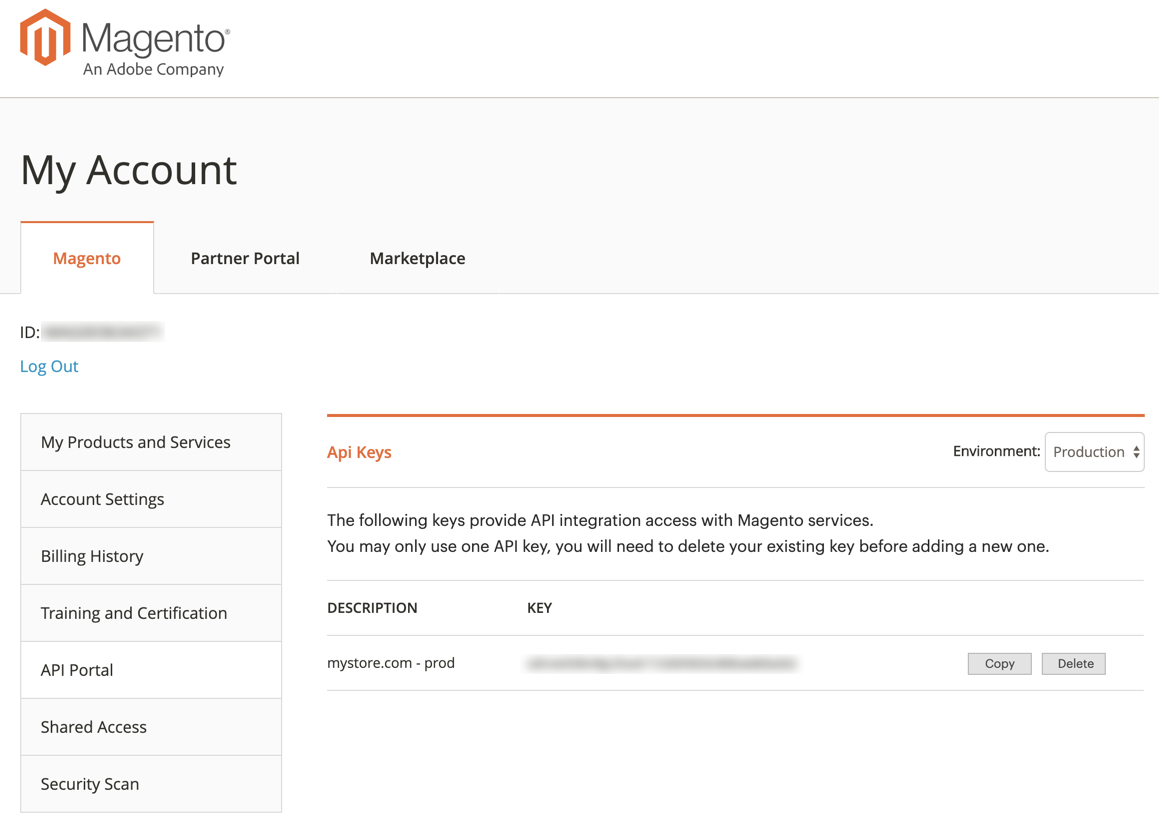 Magento®
An Adobe Company
My Account
Magento Partner Portal Marketplace
ID:
Log Out
My Products and Services
Account Settings
Billing History
Training and Certification
API Portal
Shared Access
Security Scan
Api Keys Environment: Production
The following keys provide API integration access with Magento services.
You may only use one API key, you will need to delete your existing key before adding a new one.
DESCRIPTION KEY
mystore.com - prod Copy Delete